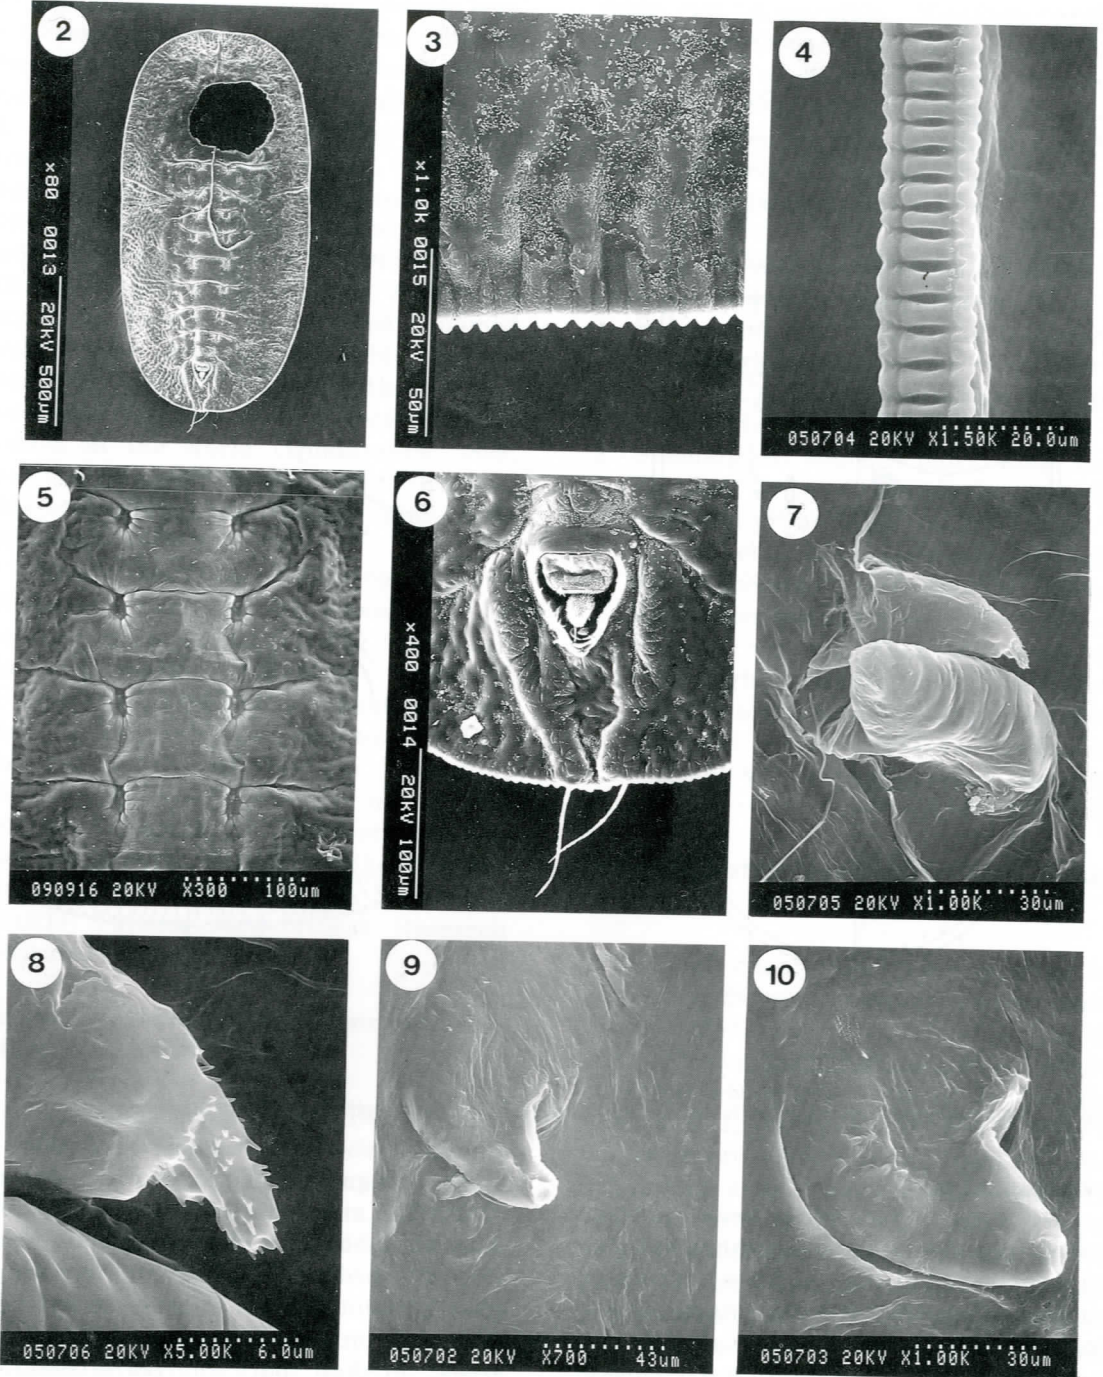 2
×80 0013 20kV 500µm
3
×1.0k 0015 20kV 50µm
4
050704 20KV X1.50K 20.0um
5
090916 20KV X300 100um
6
×400 0014 20kV 100µm
7
050705 20KV X1.00K 30um
8
050706 20KV X5.00K 6.0um
9
050702 20KV X700 43um
10
050703 20KV X1.00K 30um